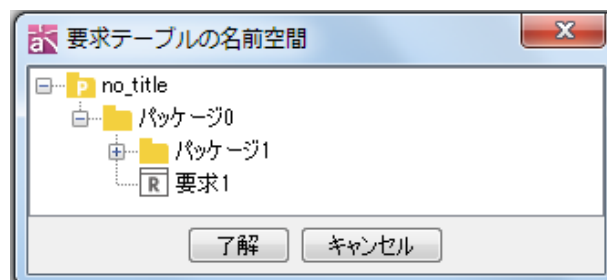 要求テーブルの名前空間
no_title
パッケージ0
パッケージ1
要求1
了解 キャンセル